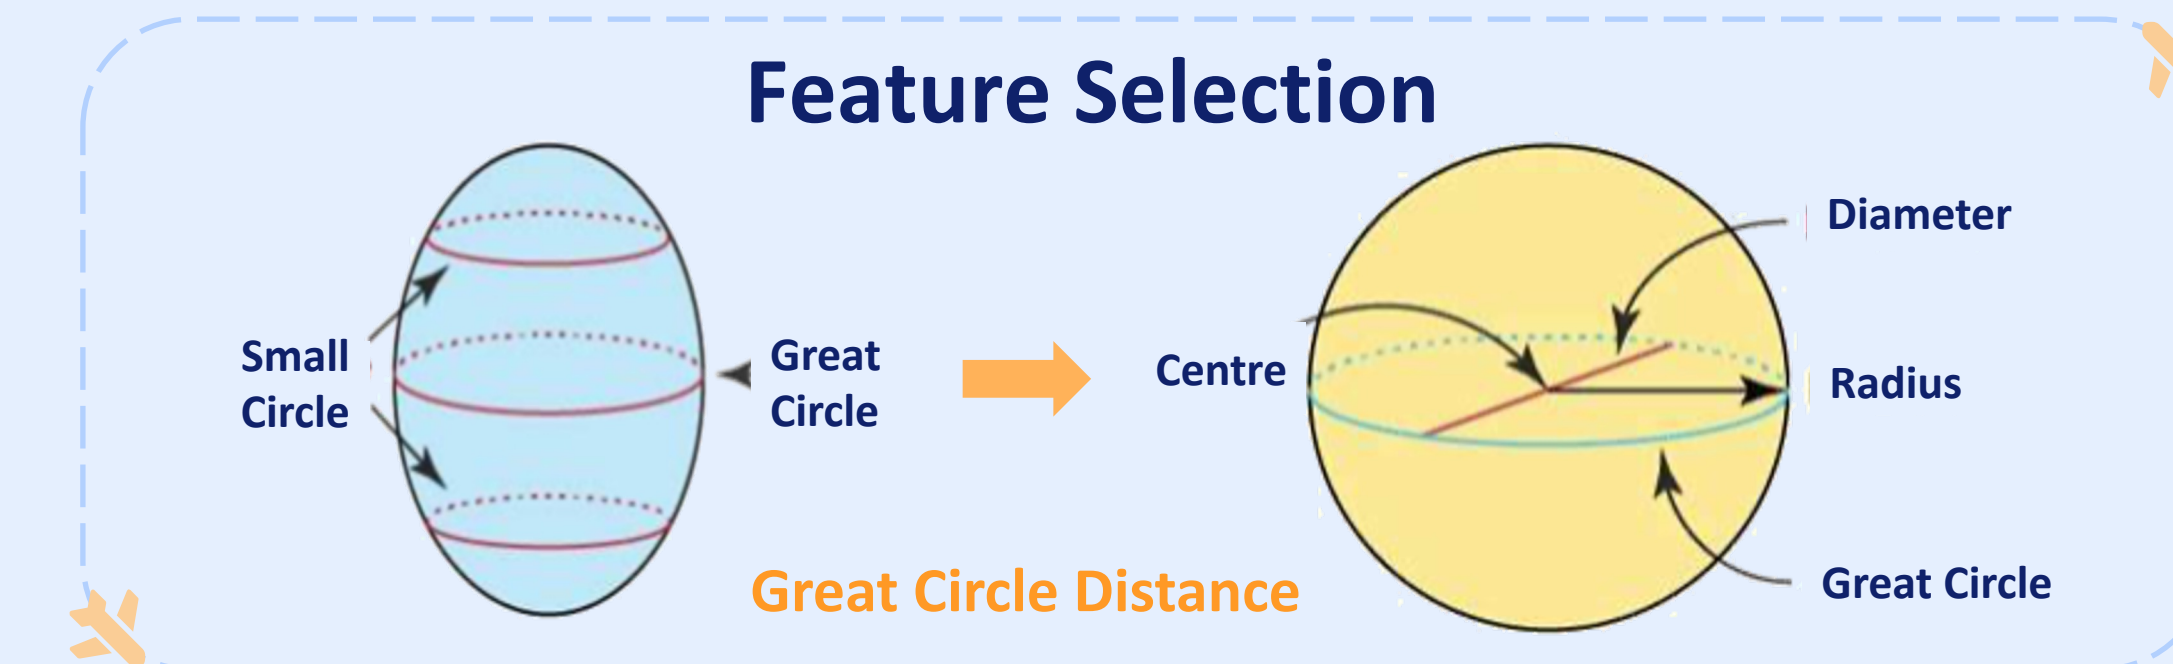 Feature Selection
Small
Circle
Great
Circle
Centre
Diameter
Radius
Great Circle
Great Circle Distance